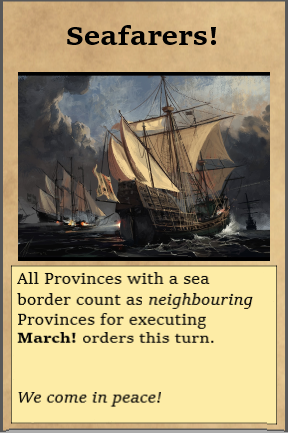 Seafarers!
All Provinces with a sea
border count as neighbouring
Provinces for executing
March! orders this turn.
We come in peace!